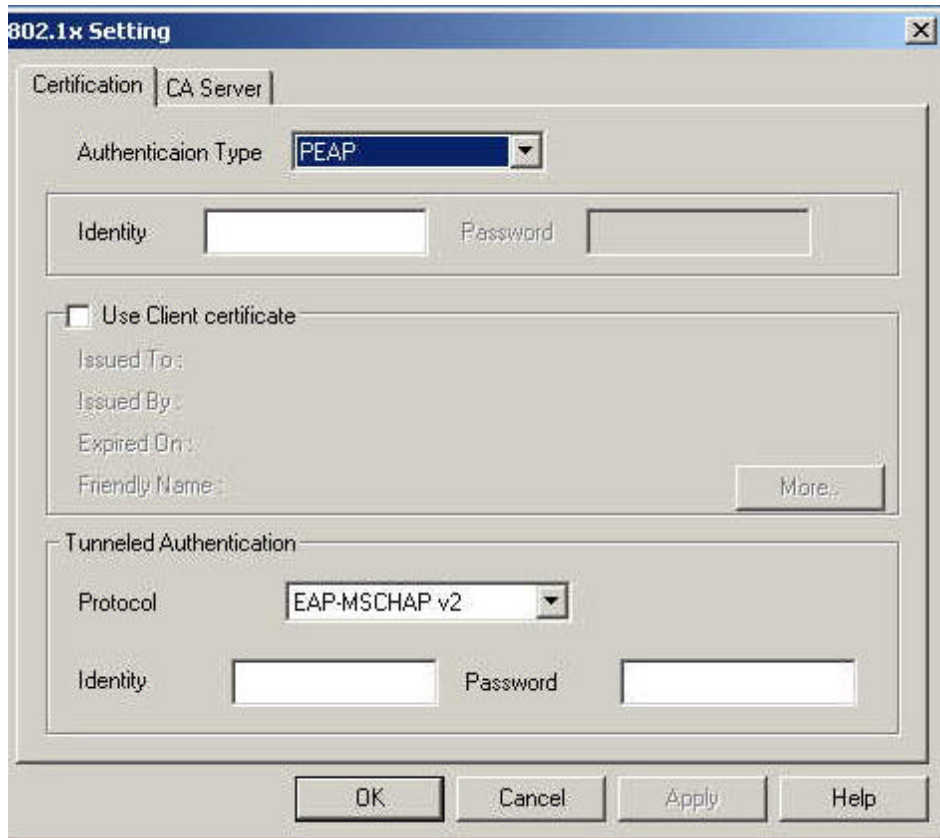 802.1x Setting
Certification CA Server
Authenticaion Type PEAP
Identity Password
Use Client certificate
Issued To :
Issued By :
Expired On :
Friendly Name : More..
Tunneled Authentication
Protocol EAP-MSCHAP v2
Identity Password
OK Cancel Apply Help